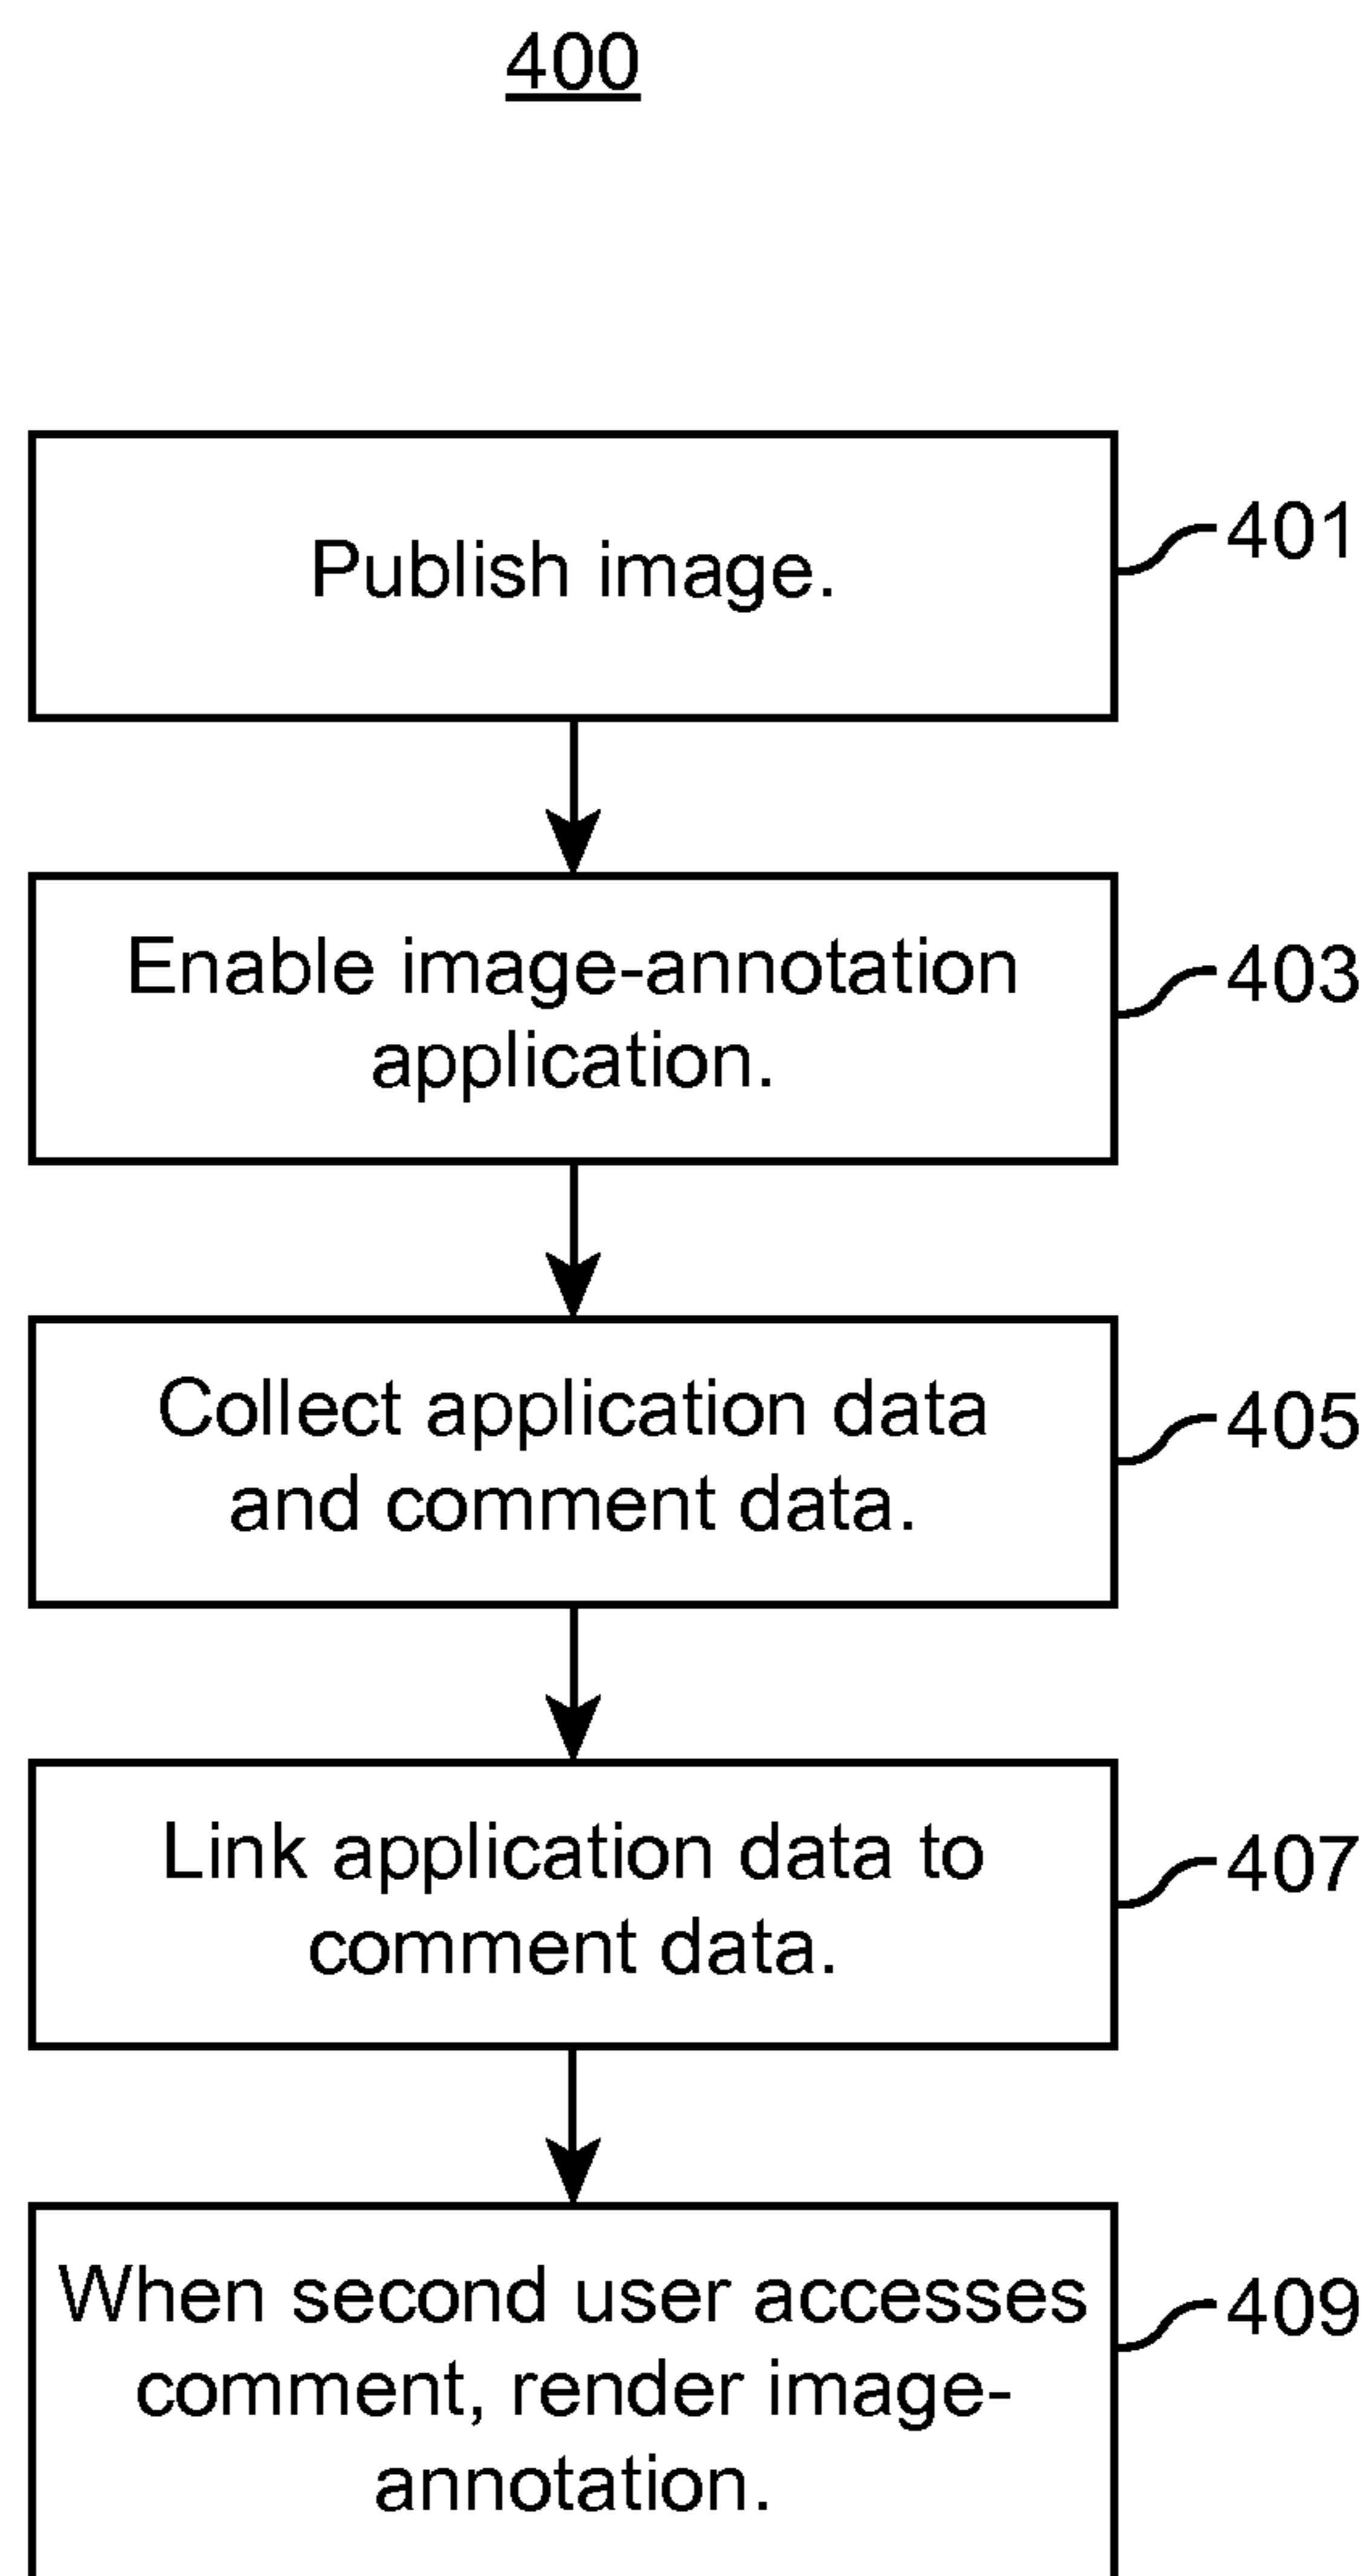 400
Publish image.
401
Enable image-annotation
application.
403
Collect application data
and comment data.
405
Link application data to
comment data.
407
When second user accesses
comment, render image-
annotation.
409